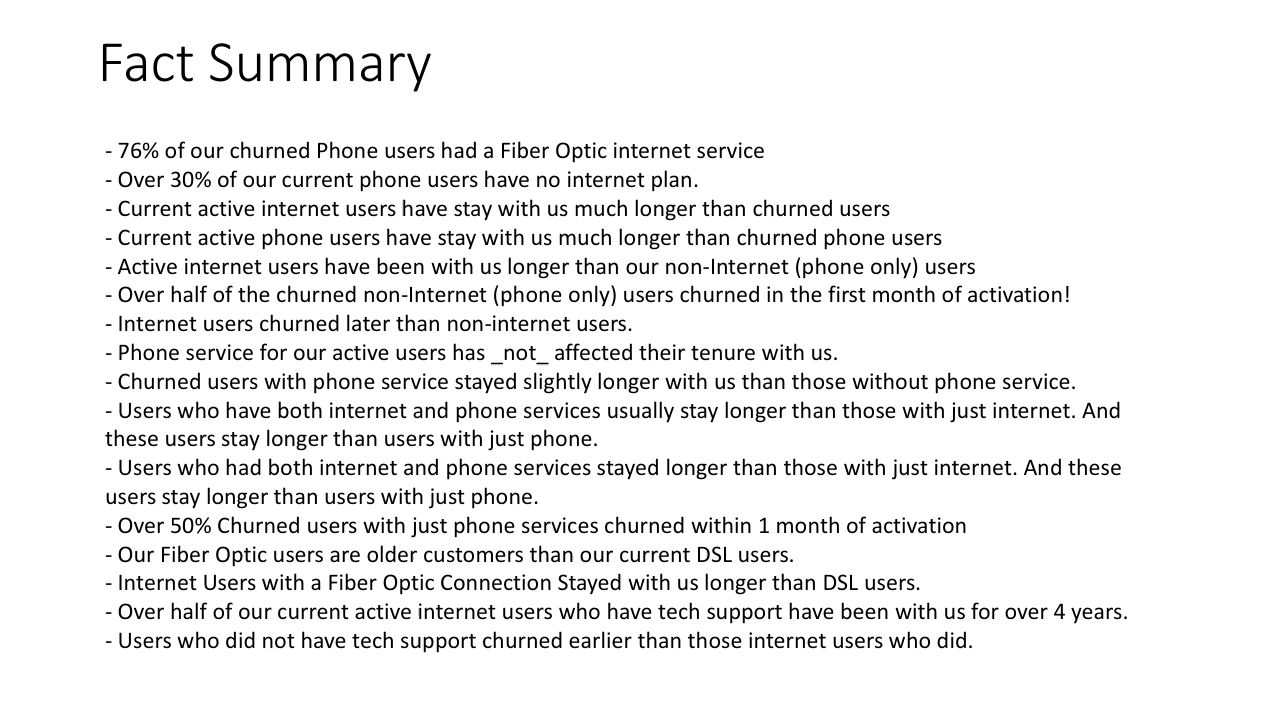 Fact Summary
- 76% of our churned Phone users had a Fiber Optic internet service
- Over 30% of our current phone users have no internet plan.
- Current active internet users have stay with us much longer than churned users
- Current active phone users have stay with us much longer than churned phone users
- Active internet users have been with us longer than our non-Internet (phone only) users
- Over half of the churned non-Internet (phone only) users churned in the first month of activation!
- Internet users churned later than non-internet users.
- Phone service for our active users has _not_ affected their tenure with us.
- Churned users with phone service stayed slightly longer with us than those without phone service.
- Users who have both internet and phone services usually stay longer than those with just internet. And
these users stay longer than users with just phone.
- Users who had both internet and phone services stayed longer than those with just internet. And these
users stay longer than users with just phone.
- Over 50% Churned users with just phone services churned within 1 month of activation
- Our Fiber Optic users are older customers than our current DSL users.
- Internet Users with a Fiber Optic Connection Stayed with us longer than DSL users.
- Over half of our current active internet users who have tech support have been with us for over 4 years.
- Users who did not have tech support churned earlier than those internet users who did.